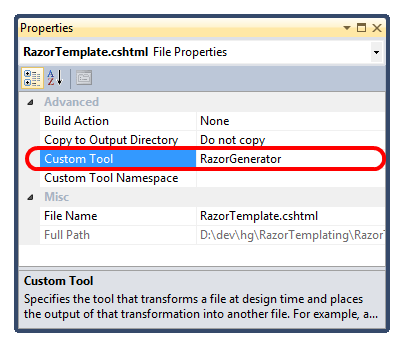 Properties
RazorTemplate.cshtml File Properties
Advanced
Build Action None
Copy to Output Directory Do not copy
Custom Tool RazorGenerator
Custom Tool Namespace
Misc
File Name RazorTemplate.cshtml
Full Path D:\dev\hg\RazorTemplating\Razor
Custom Tool
Specifies the tool that transforms a file at design time and places
the output of that transformation into another file. For example, a...